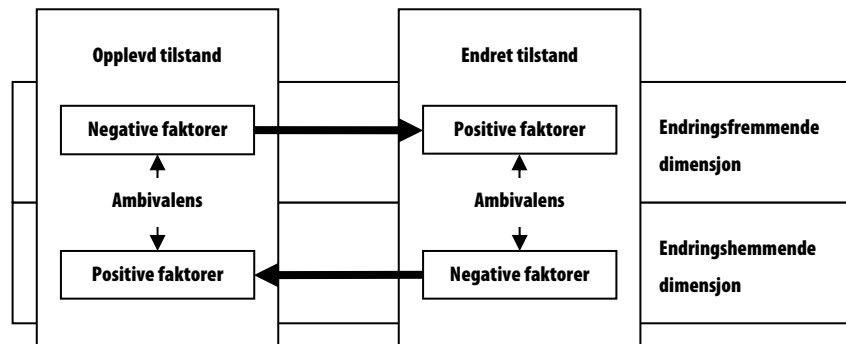 Opplevd tilstand
Endret tilstand
Negative faktorer
Positive faktorer
Endringsfremmende
dimensjon
Ambivalens
Ambivalens
Positive faktorer
Negative faktorer
Endringshemmende
dimensjon